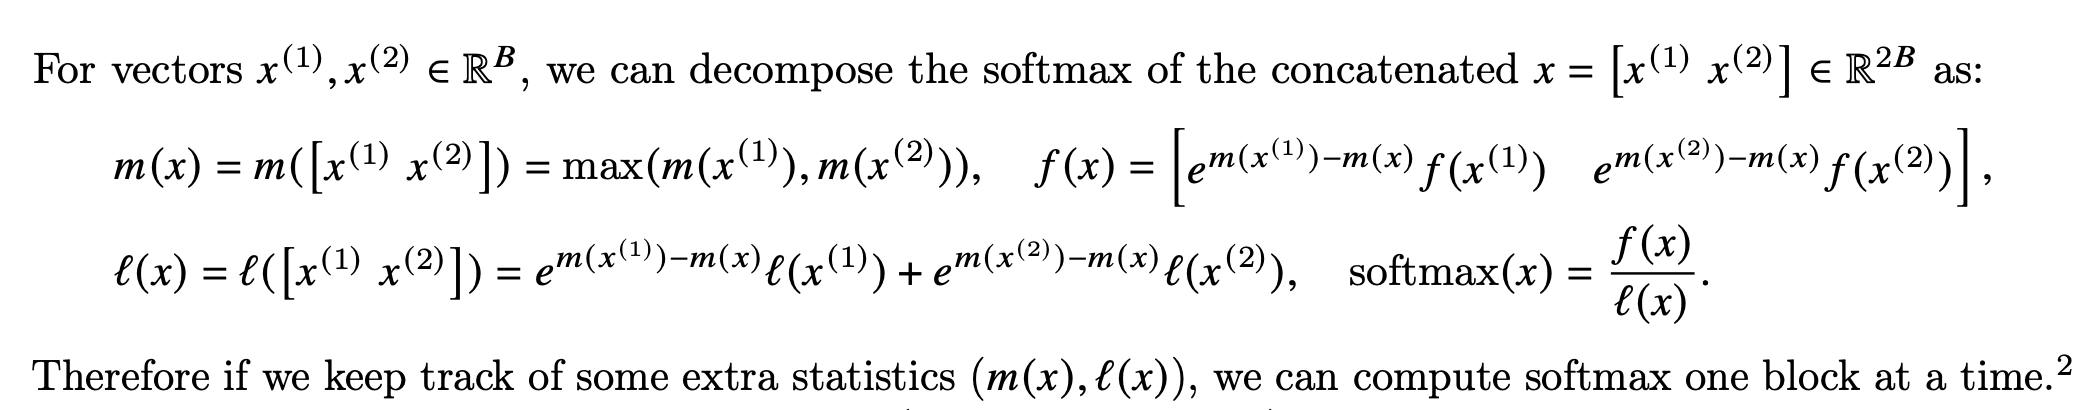 For vectors x⁽¹⁾, x⁽²⁾ ∈ ℝᴮ, we can decompose the softmax of the concatenated x = [x⁽¹⁾ x⁽²⁾] ∈ ℝ²ᴮ as:
m(x) = m([x⁽¹⁾ x⁽²⁾]) = max(m(x⁽¹⁾), m(x⁽²⁾)), f(x) = [e^{m(x⁽¹⁾)−m(x)} f(x⁽¹⁾) e^{m(x⁽²⁾)−m(x)} f(x⁽²⁾)],
ℓ(x) = ℓ([x⁽¹⁾ x⁽²⁾]) = e^{m(x⁽¹⁾)−m(x)} ℓ(x⁽¹⁾) + e^{m(x⁽²⁾)−m(x)} ℓ(x⁽²⁾), softmax(x) = f(x)/ℓ(x).
Therefore if we keep track of some extra statistics (m(x), ℓ(x)), we can compute softmax one block at a time.²